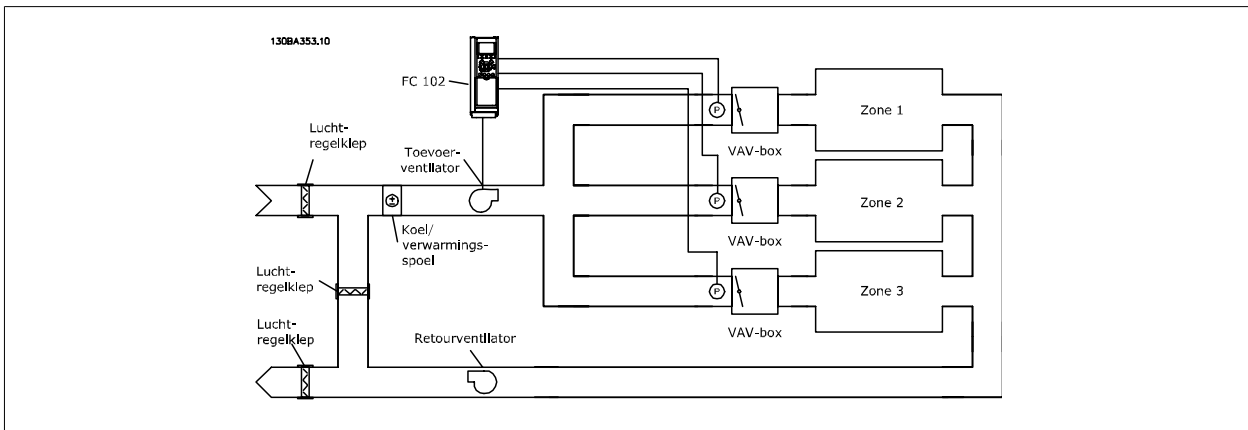 130BA353.10
FC 102
Lucht-
regelklep
Toevoer-
ventilator
Koel/
verwarmings-
spoel
Lucht-
regelklep
Lucht-
regelklep
Retourventilator
P
VAV-box
Zone 1
P
VAV-box
Zone 2
P
VAV-box
Zone 3